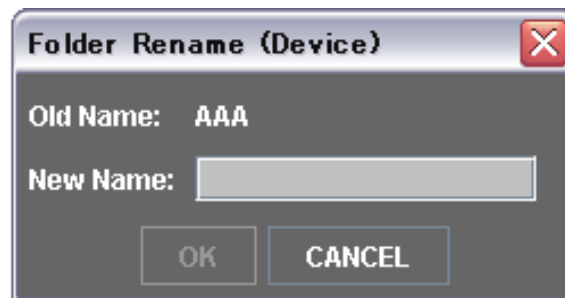 Folder Rename (Device)
Old Name: AAA
New Name:
OK CANCEL